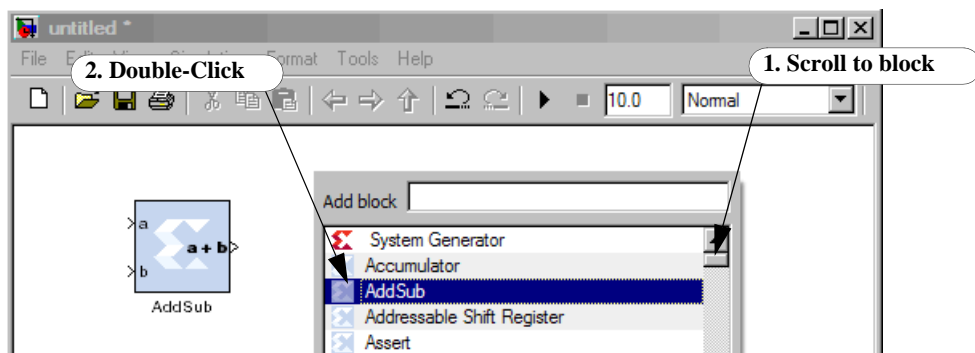 untitled *
File Format Tools Help
2. Double-Click
1. Scroll to block
10.0 Normal
Add block
System Generator
Accumulator
AddSub
Addressable Shift Register
Assert
a
a + b
b
AddSub